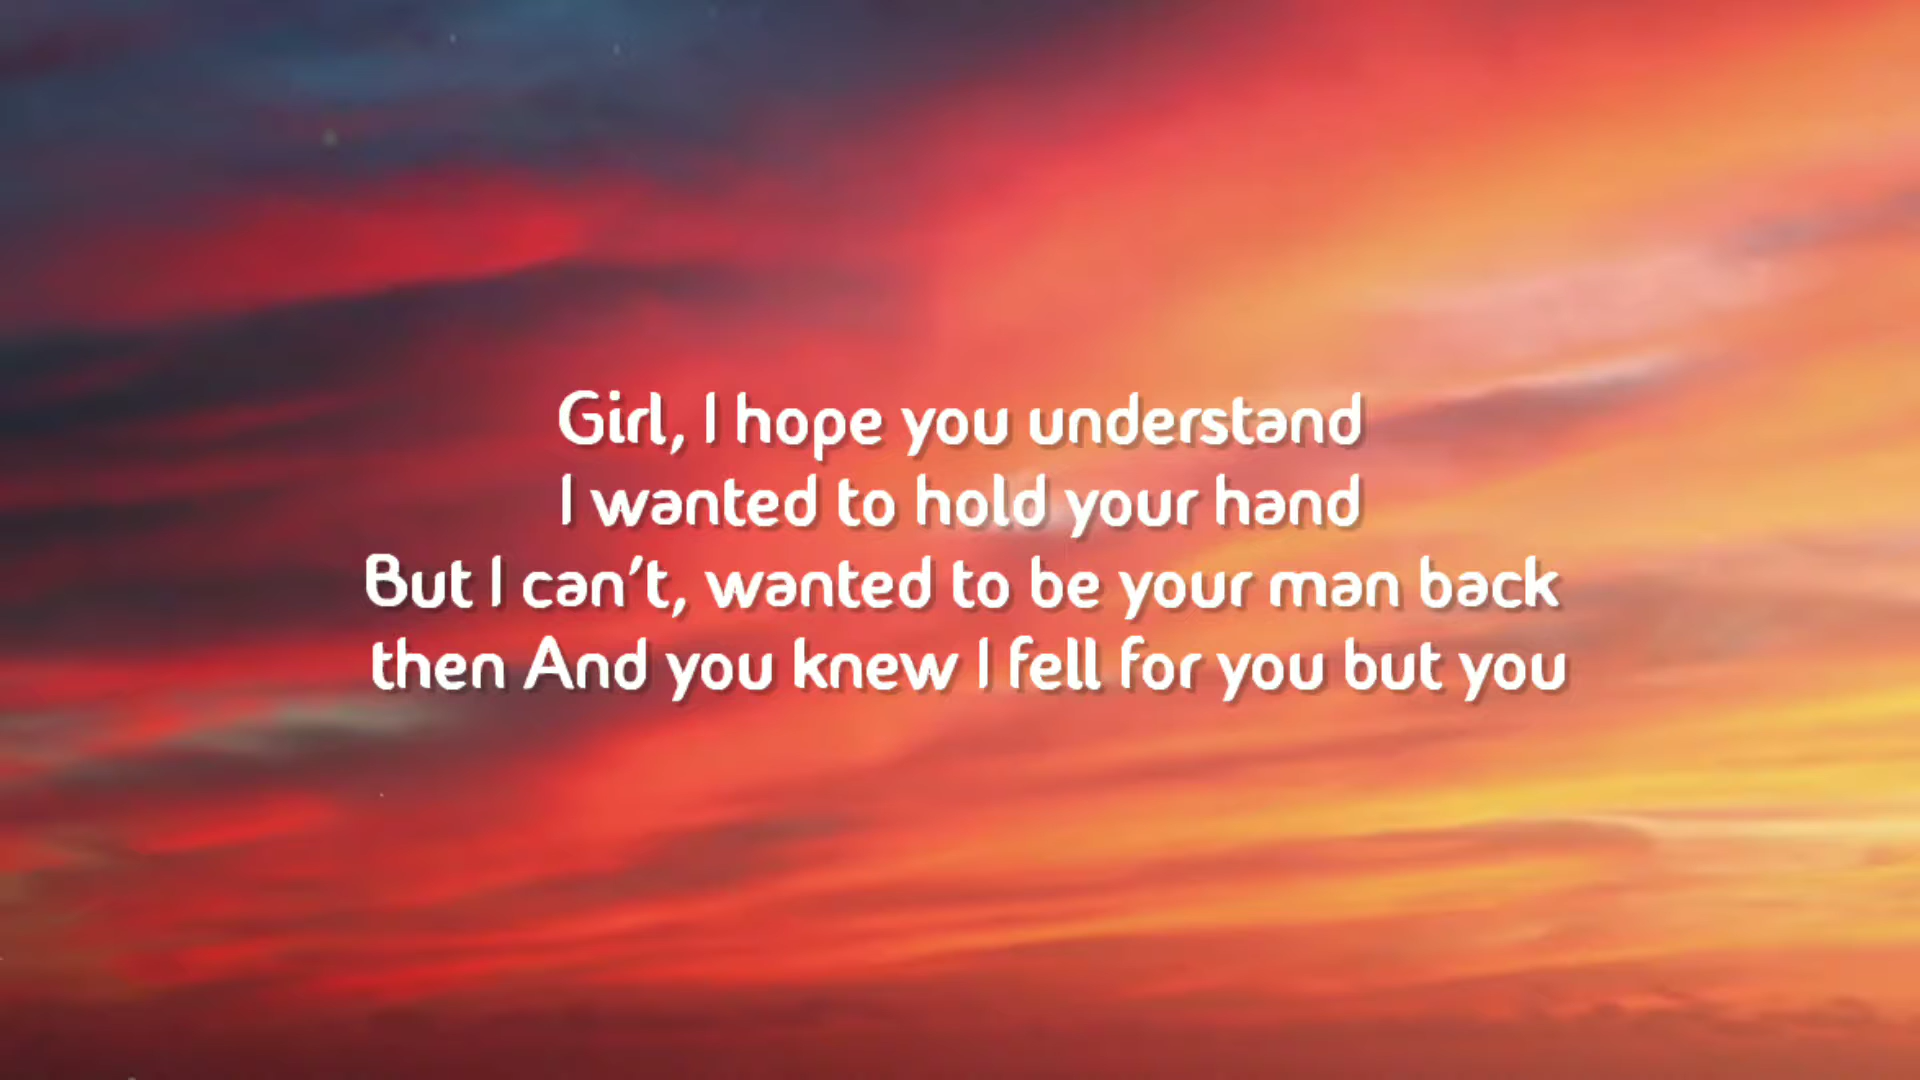 Girl, I hope you understand
I wanted to hold your hand
But I can't, wanted to be your man back
then And you knew I fell for you but you